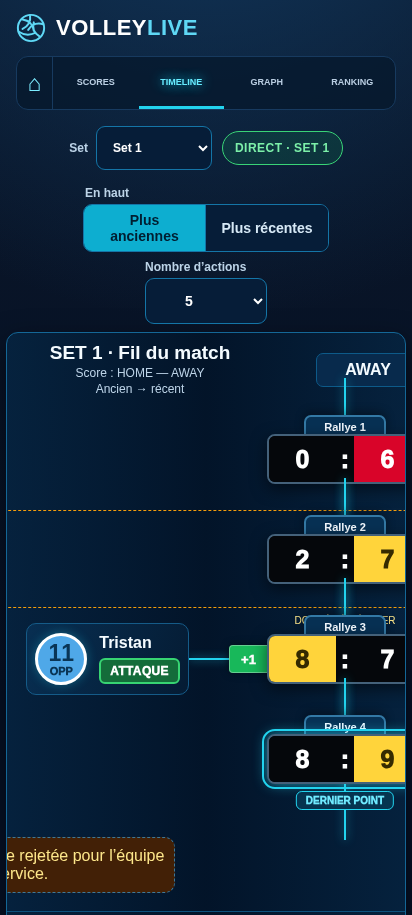 VOLLEYLIVE
SCORES TIMELINE GRAPH RANKING
Set Set 1 DIRECT · SET 1
En haut
Plus anciennes Plus récentes
Nombre d'actions
5
SET 1 · Fil du match
Score : HOME — AWAY
Ancien → récent
AWAY
Rallye 1
0 : 6
Rallye 2
2 : 7
Rallye 3
11 OPP Tristan ATTAQUE +1 8 : 7
Rallye 4
8 : 9
DERNIER POINT
e rejetée pour l’équipe
ervice.